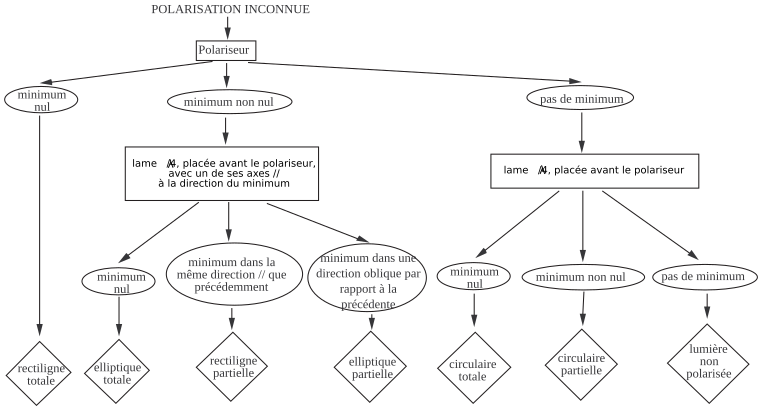 POLARISATION INCONNUE
Polariseur
minimum
nul
minimum non nul
pas de minimum
lame λ/4, placée avant le polariseur,
avec un de ses axes //
à la direction du minimum
lame λ/4, placée avant le polariseur
minimum
nul
minimum dans la
même direction // que
précédemment
minimum dans une
direction oblique par
rapport à la
précédente
minimum
nul
minimum non nul
pas de minimum
rectiligne
totale
elliptique
totale
rectiligne
partielle
elliptique
partielle
circulaire
totale
circulaire
partielle
lumière
non
polarisée